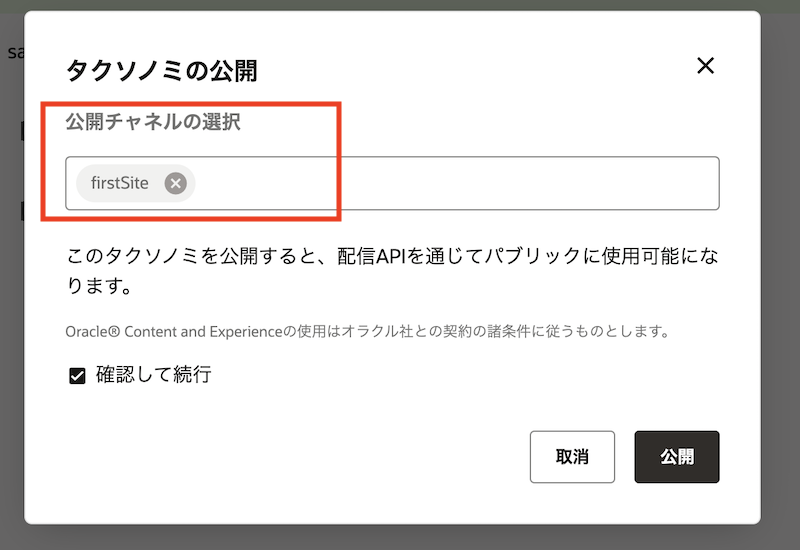 sa
タクソノミの公開
公開チャネルの選択
firstSite
このタクソノミを公開すると、配信APIを通じてパブリックに使用可能にな
ります。
Oracle® Content and Experienceの使用はオラクル社との契約の諸条件に従うものとします。
確認して続行
取消
公開